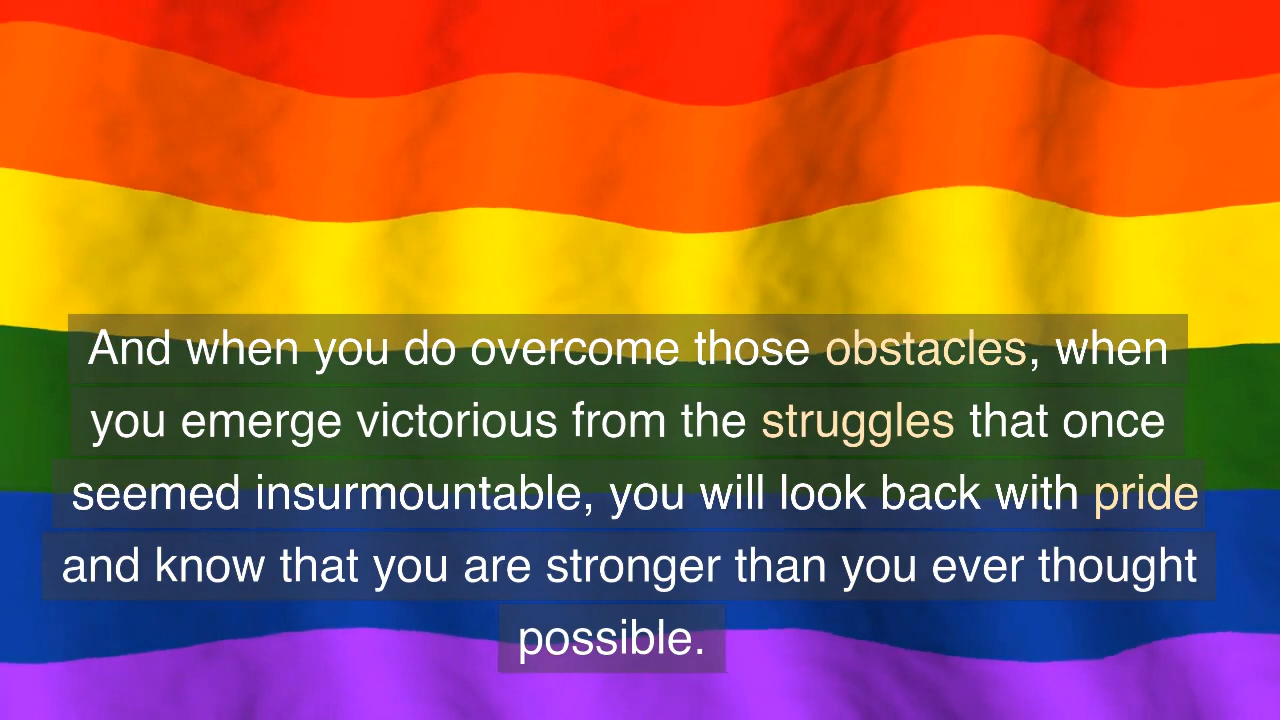 And when you do overcome those obstacles, when
you emerge victorious from the struggles that once
seemed insurmountable, you will look back with pride
and know that you are stronger than you ever thought
possible.